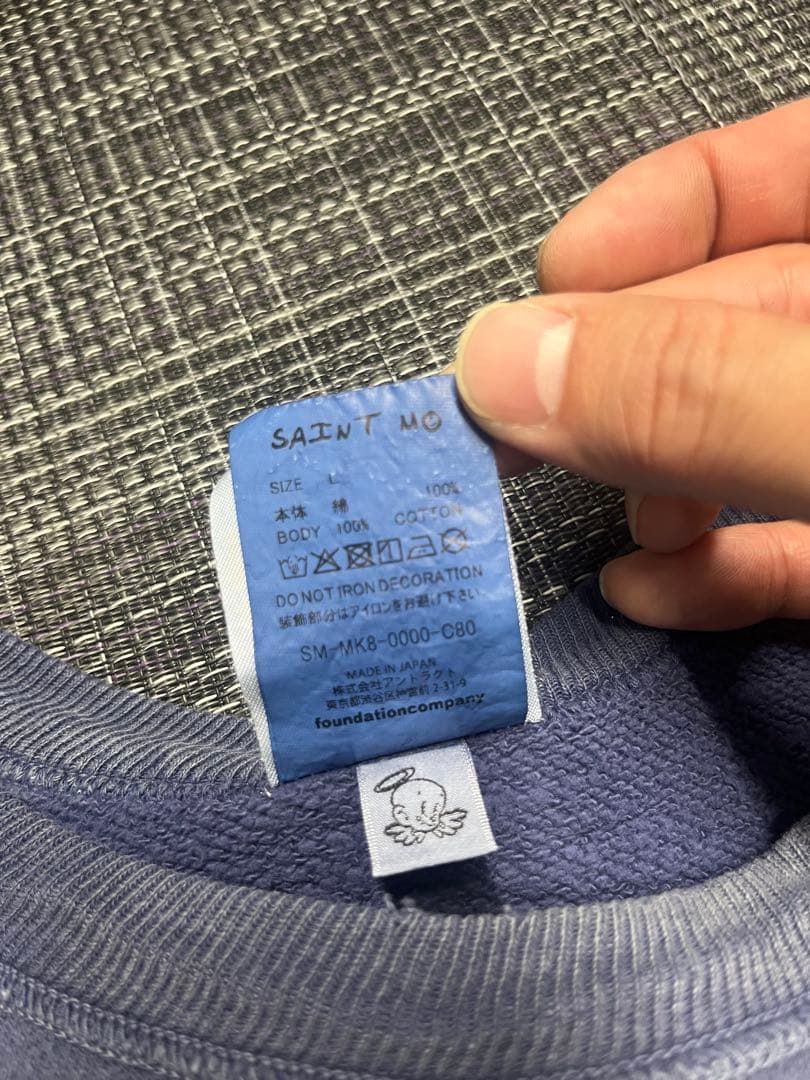 SAINT MO
SIZE L
本体 綿 100%
BODY 100% COTTON
DO NOT IRON DECORATION
装飾部分はアイロンをお避け下さい
SM-MK8-0000-C80
MADE IN JAPAN
株式会社アントラクト
東京都渋谷区神宮前2-31-9
foundationcompany